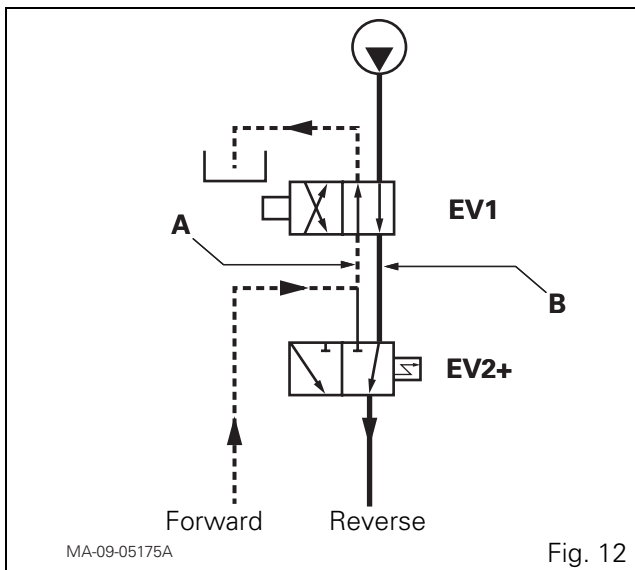 EV1
A
B
EV2+
Forward
Reverse
MA-09-05175A
Fig. 12